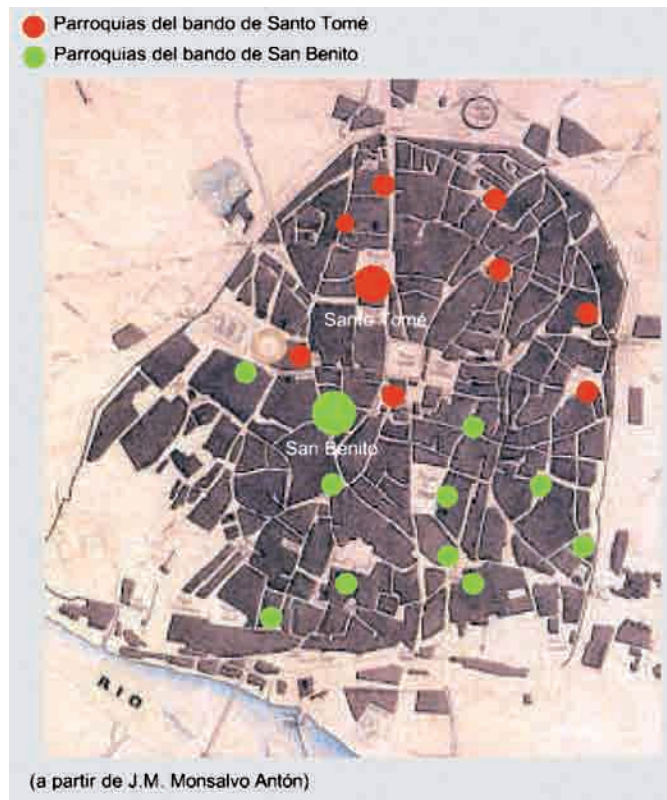 Parroquias del bando de Santo Tomé
Parroquias del bando de San Benito
Santo Tomé
San Benito
RIO
(a partir de J.M. Monsalvo Antón)